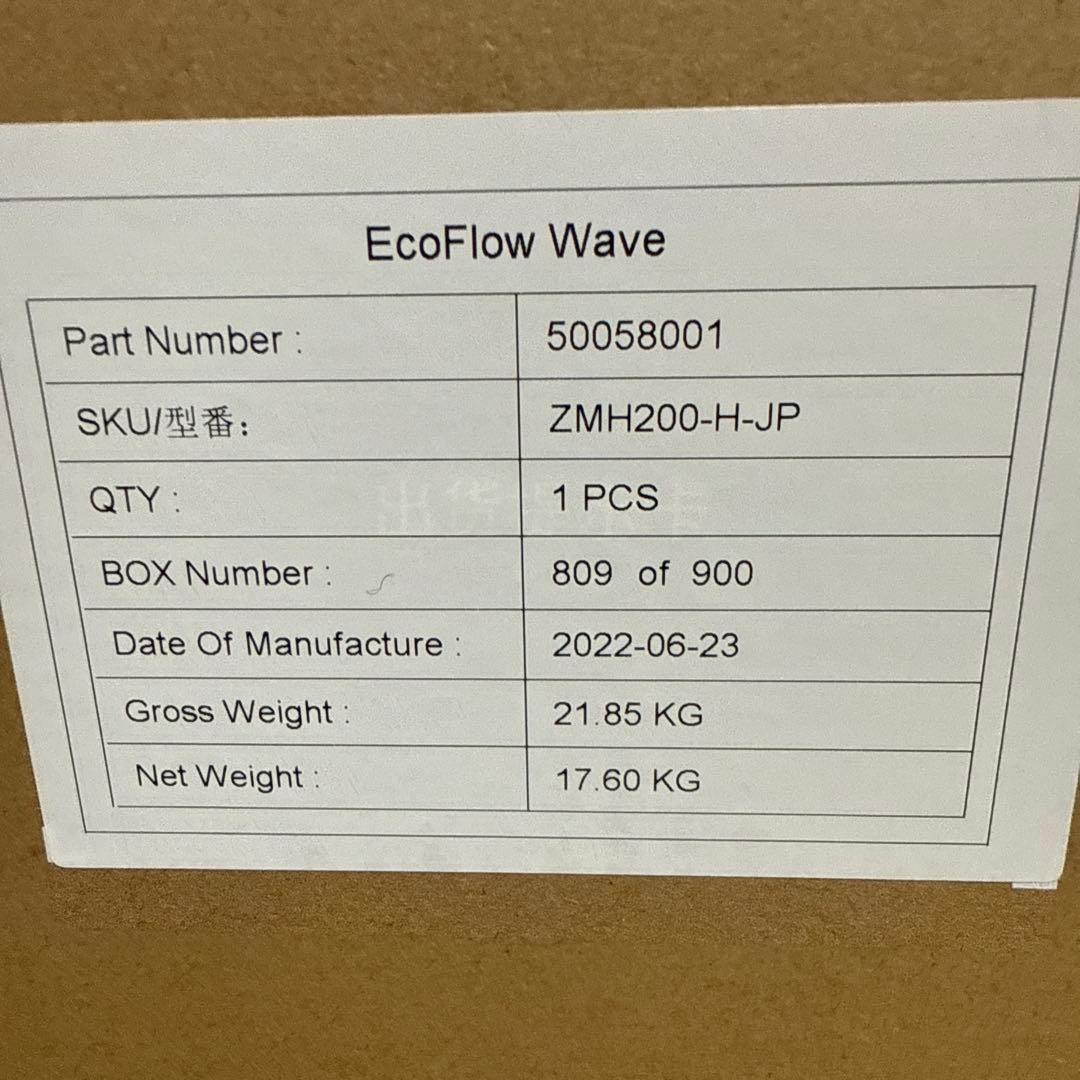 EcoFlow Wave
Part Number : 50058001
SKU/型番: ZMH200-H-JP
QTY : 1 PCS
BOX Number : 809 of 900
Date Of Manufacture : 2022-06-23
Gross Weight : 21.85 KG
Net Weight : 17.60 KG